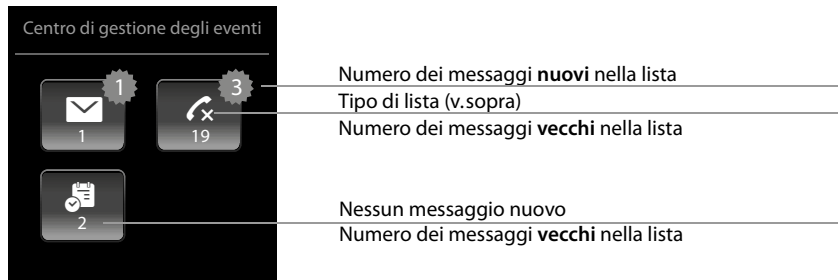 Centro di gestione degli eventi
1
3
Numero dei messaggi nuovi nella lista
Tipo di lista (v.sopra)
1
19
Numero dei messaggi vecchi nella lista
Nessun messaggio nuovo
2
Numero dei messaggi vecchi nella lista